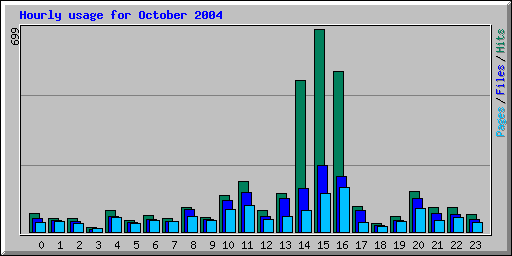 Hourly usage for October 2004
699
Pages/Files/Hits
0 1 2 3 4 5 6 7 8 9 10 11 12 13 14 15 16 17 18 19 20 21 22 23